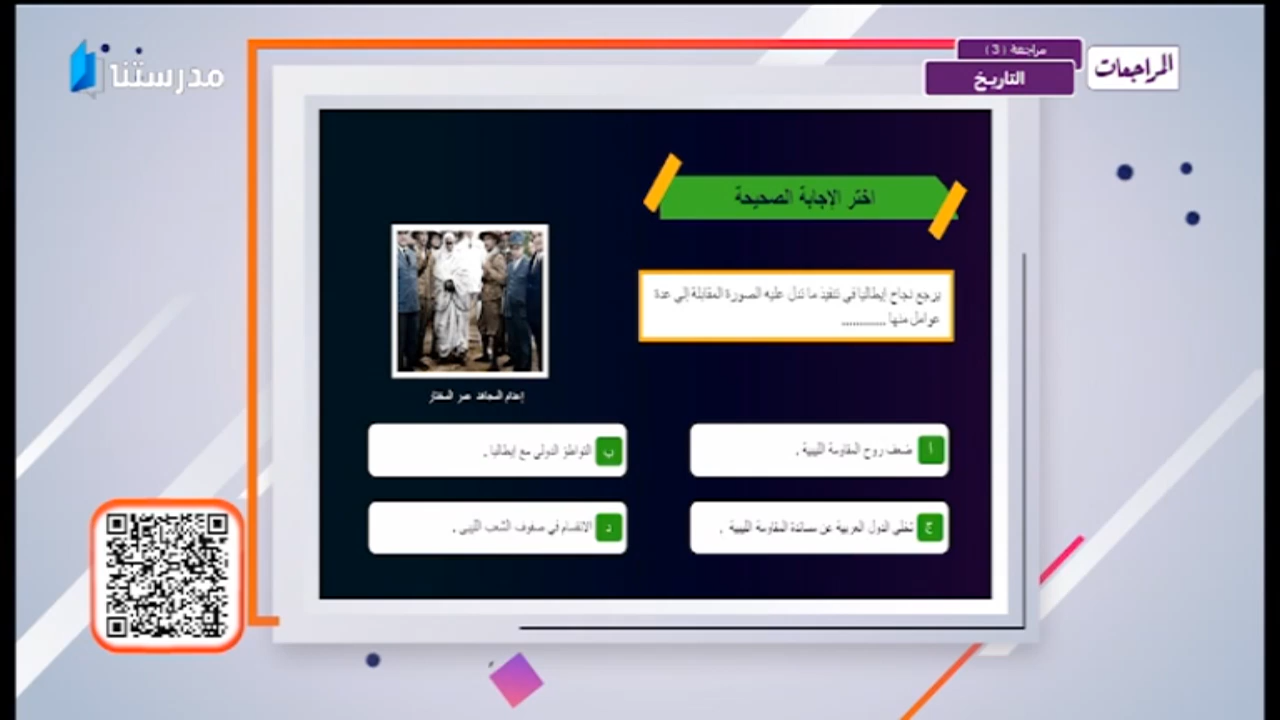 مراجعة (3)
التاريخ
المراجعات
مدرستنا
اختر الإجابة الصحيحة
يرجع نجاح إيطاليا في تنفيذ ما تدل عليه الصورة المقابلة إلى عدة
عوامل منها ............
إعدام المجاهد عمر المختار
أ ضعف روح المقاومة الليبية .
ب التواطؤ الدولي مع إيطاليا .
ج تخلي الدول العربية عن مساندة المقاومة الليبية .
د الانقسام في صفوف الشعب الليبى .